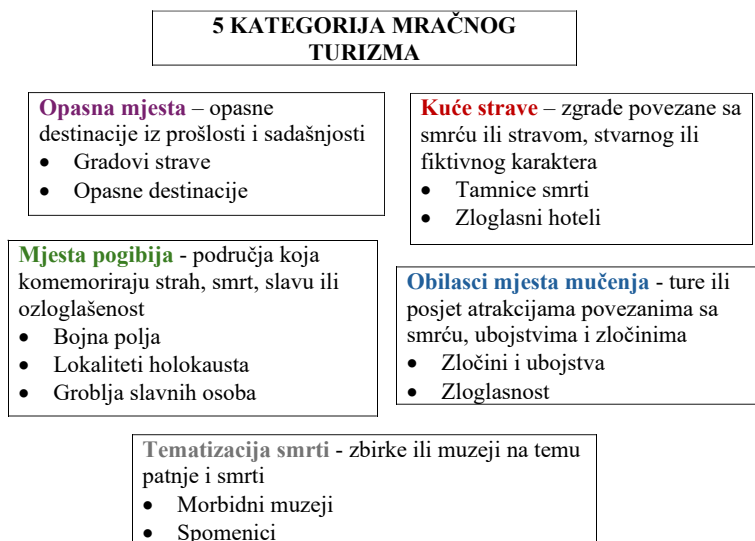 5 KATEGORIJA MRAČNOG
TURIZMA
Opasna mjesta – opasne
destinacije iz prošlosti i sadašnjosti
• Gradovi strave
• Opasne destinacije
Kuće strave – zgrade povezane sa
smrću ili stravom, stvarnog ili
fiktivnog karaktera
• Tamnice smrti
• Zloglasni hoteli
Mjesta pogibija - područja koja
komemoriraju strah, smrt, slavu ili
ozloglašenost
• Bojna polja
• Lokaliteti holokausta
• Groblja slavnih osoba
Obilasci mjesta mučenja - ture ili
posjet atrakcijama povezanima sa
smrću, ubojstvima i zločinima
• Zločini i ubojstva
• Zloglasnost
Tematizacija smrti - zbirke ili muzeji na temu
patnje i smrti
• Morbidni muzeji
• Spomenici